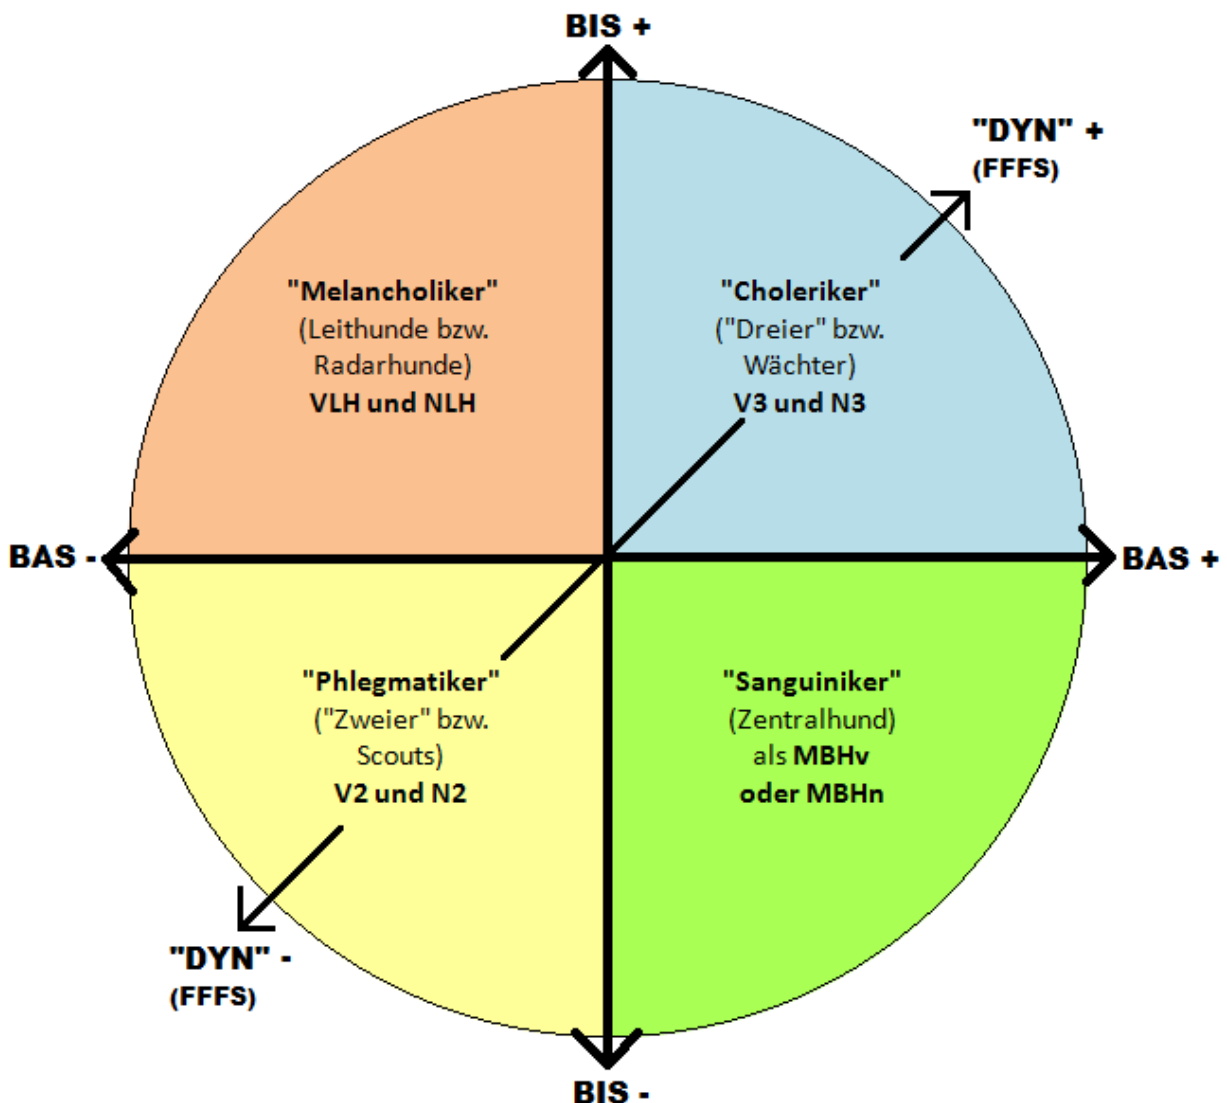 BIS +
"DYN" +
(FFFS)
"Melancholiker"
(Leithunde bzw.
Radarhunde)
VLH und NLH
"Choleriker"
("Dreier" bzw.
Wächter)
V3 und N3
BAS -
BAS +
"Phlegmatiker"
("Zweier" bzw.
Scouts)
V2 und N2
"Sanguiniker"
(Zentralhund)
als MBHv
oder MBHn
"DYN" -
(FFFS)
BIS -